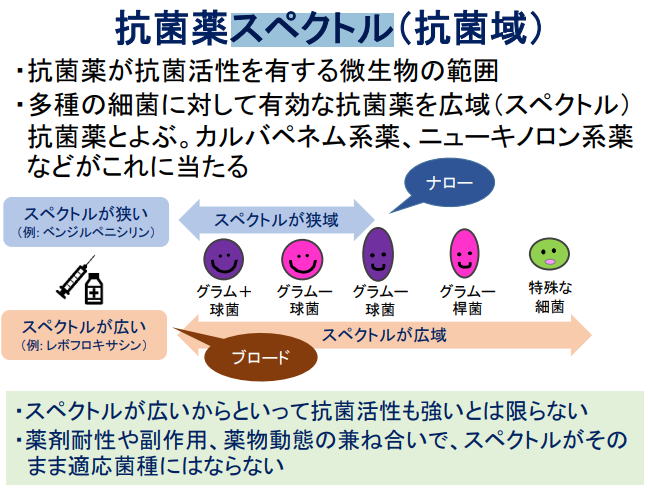 抗菌薬スペクトル（抗菌域）
・抗菌薬が抗菌活性を有する微生物の範囲
・多種の細菌に対して有効な抗菌薬を広域（スペクトル）
抗菌薬とよぶ。カルバペネム系薬、ニューキノロン系薬
などがこれに当たる
ナロー
スペクトルが狭い
（例：ベンジルペニシリン）
スペクトルが狭域
グラム＋
球菌
グラムー
球菌
グラムー
球菌
グラムー
桿菌
特殊な
細菌
スペクトルが広い
（例：レボフロキサシン）
スペクトルが広域
ブロード
・スペクトルが広いからといって抗菌活性も強いとは限らない
・薬剤耐性や副作用、薬物動態の兼ね合いで、スペクトルがその
まま適応菌種にはならない